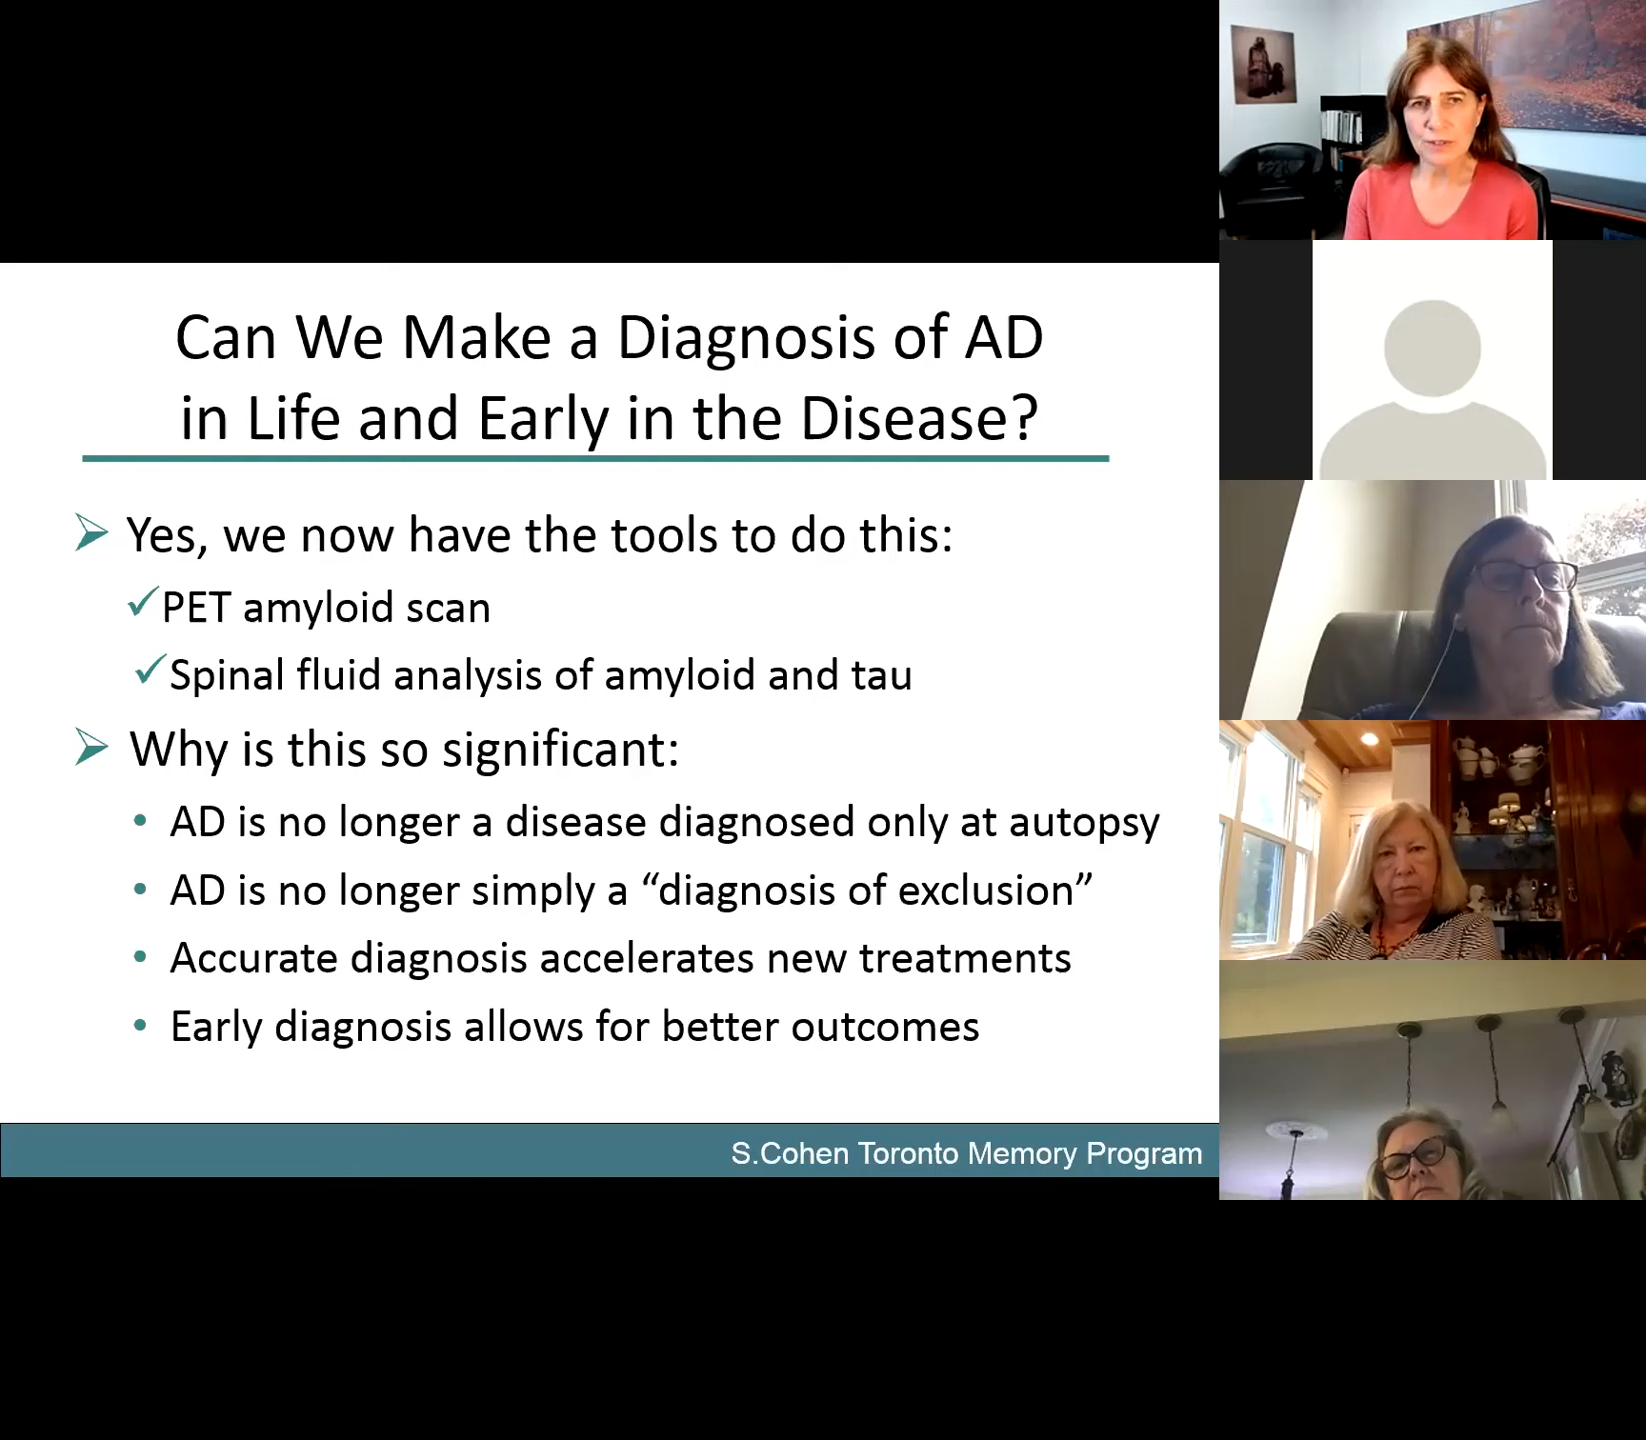 Can We Make a Diagnosis of AD
in Life and Early in the Disease?
Yes, we now have the tools to do this:
PET amyloid scan
Spinal fluid analysis of amyloid and tau
Why is this so significant:
• AD is no longer a disease diagnosed only at autopsy
• AD is no longer simply a “diagnosis of exclusion”
• Accurate diagnosis accelerates new treatments
• Early diagnosis allows for better outcomes
S.Cohen Toronto Memory Program